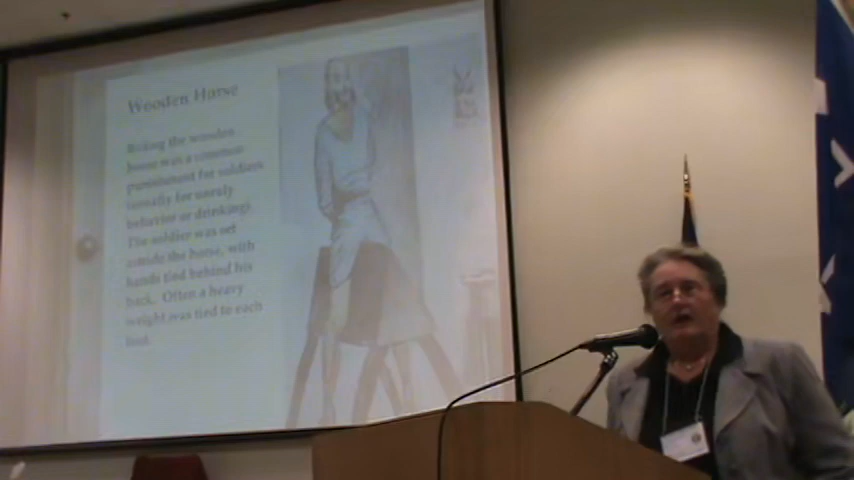 Wooden Horse
Riding the wooden
horse was a common
punishment for soldiers
(usually for unruly
behavior or drinking).
The soldier was set
astride the horse, with
hands tied behind his
back. Often a heavy
weight was tied to each
foot.